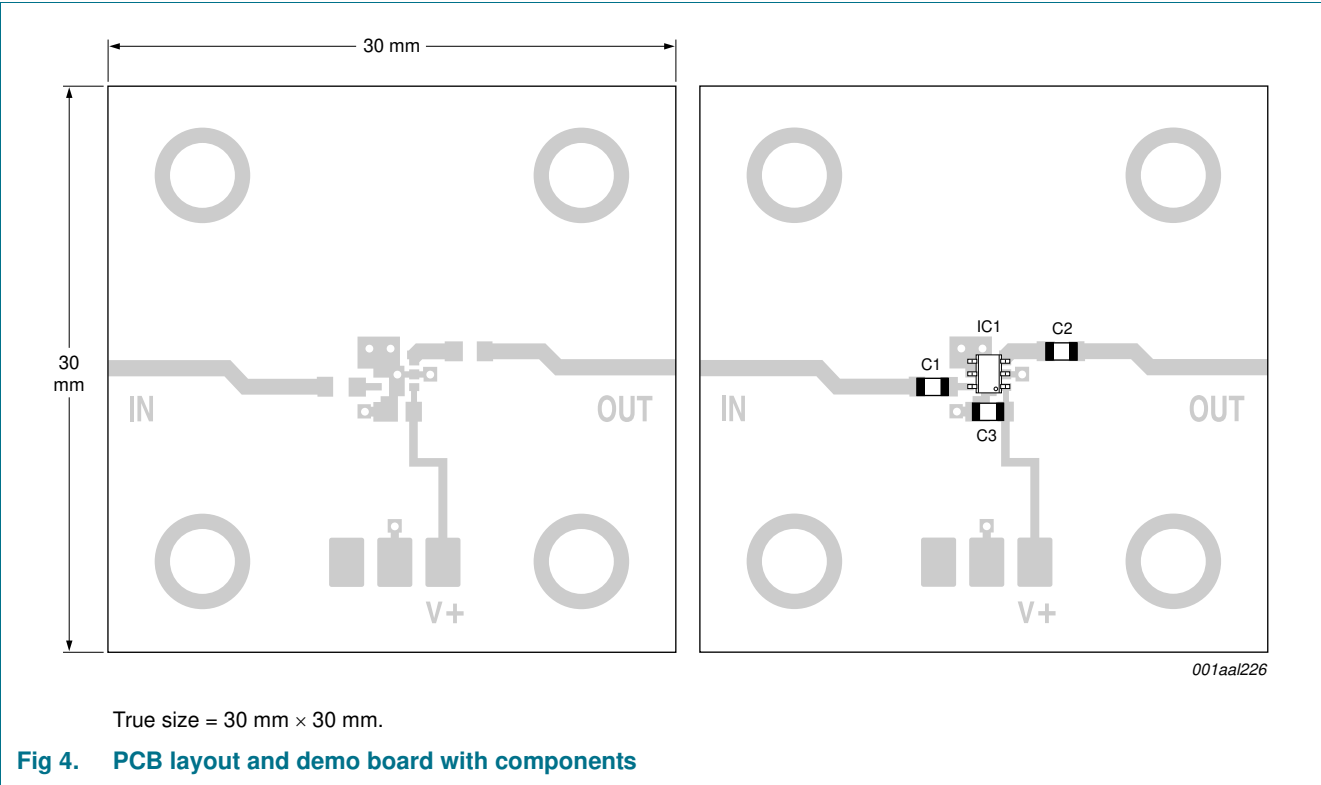 30 mm
30
mm
IN
OUT
V+
IC1
C2
C1
C3
IN
OUT
V+
001aal226
True size = 30 mm × 30 mm.
Fig 4. PCB layout and demo board with components